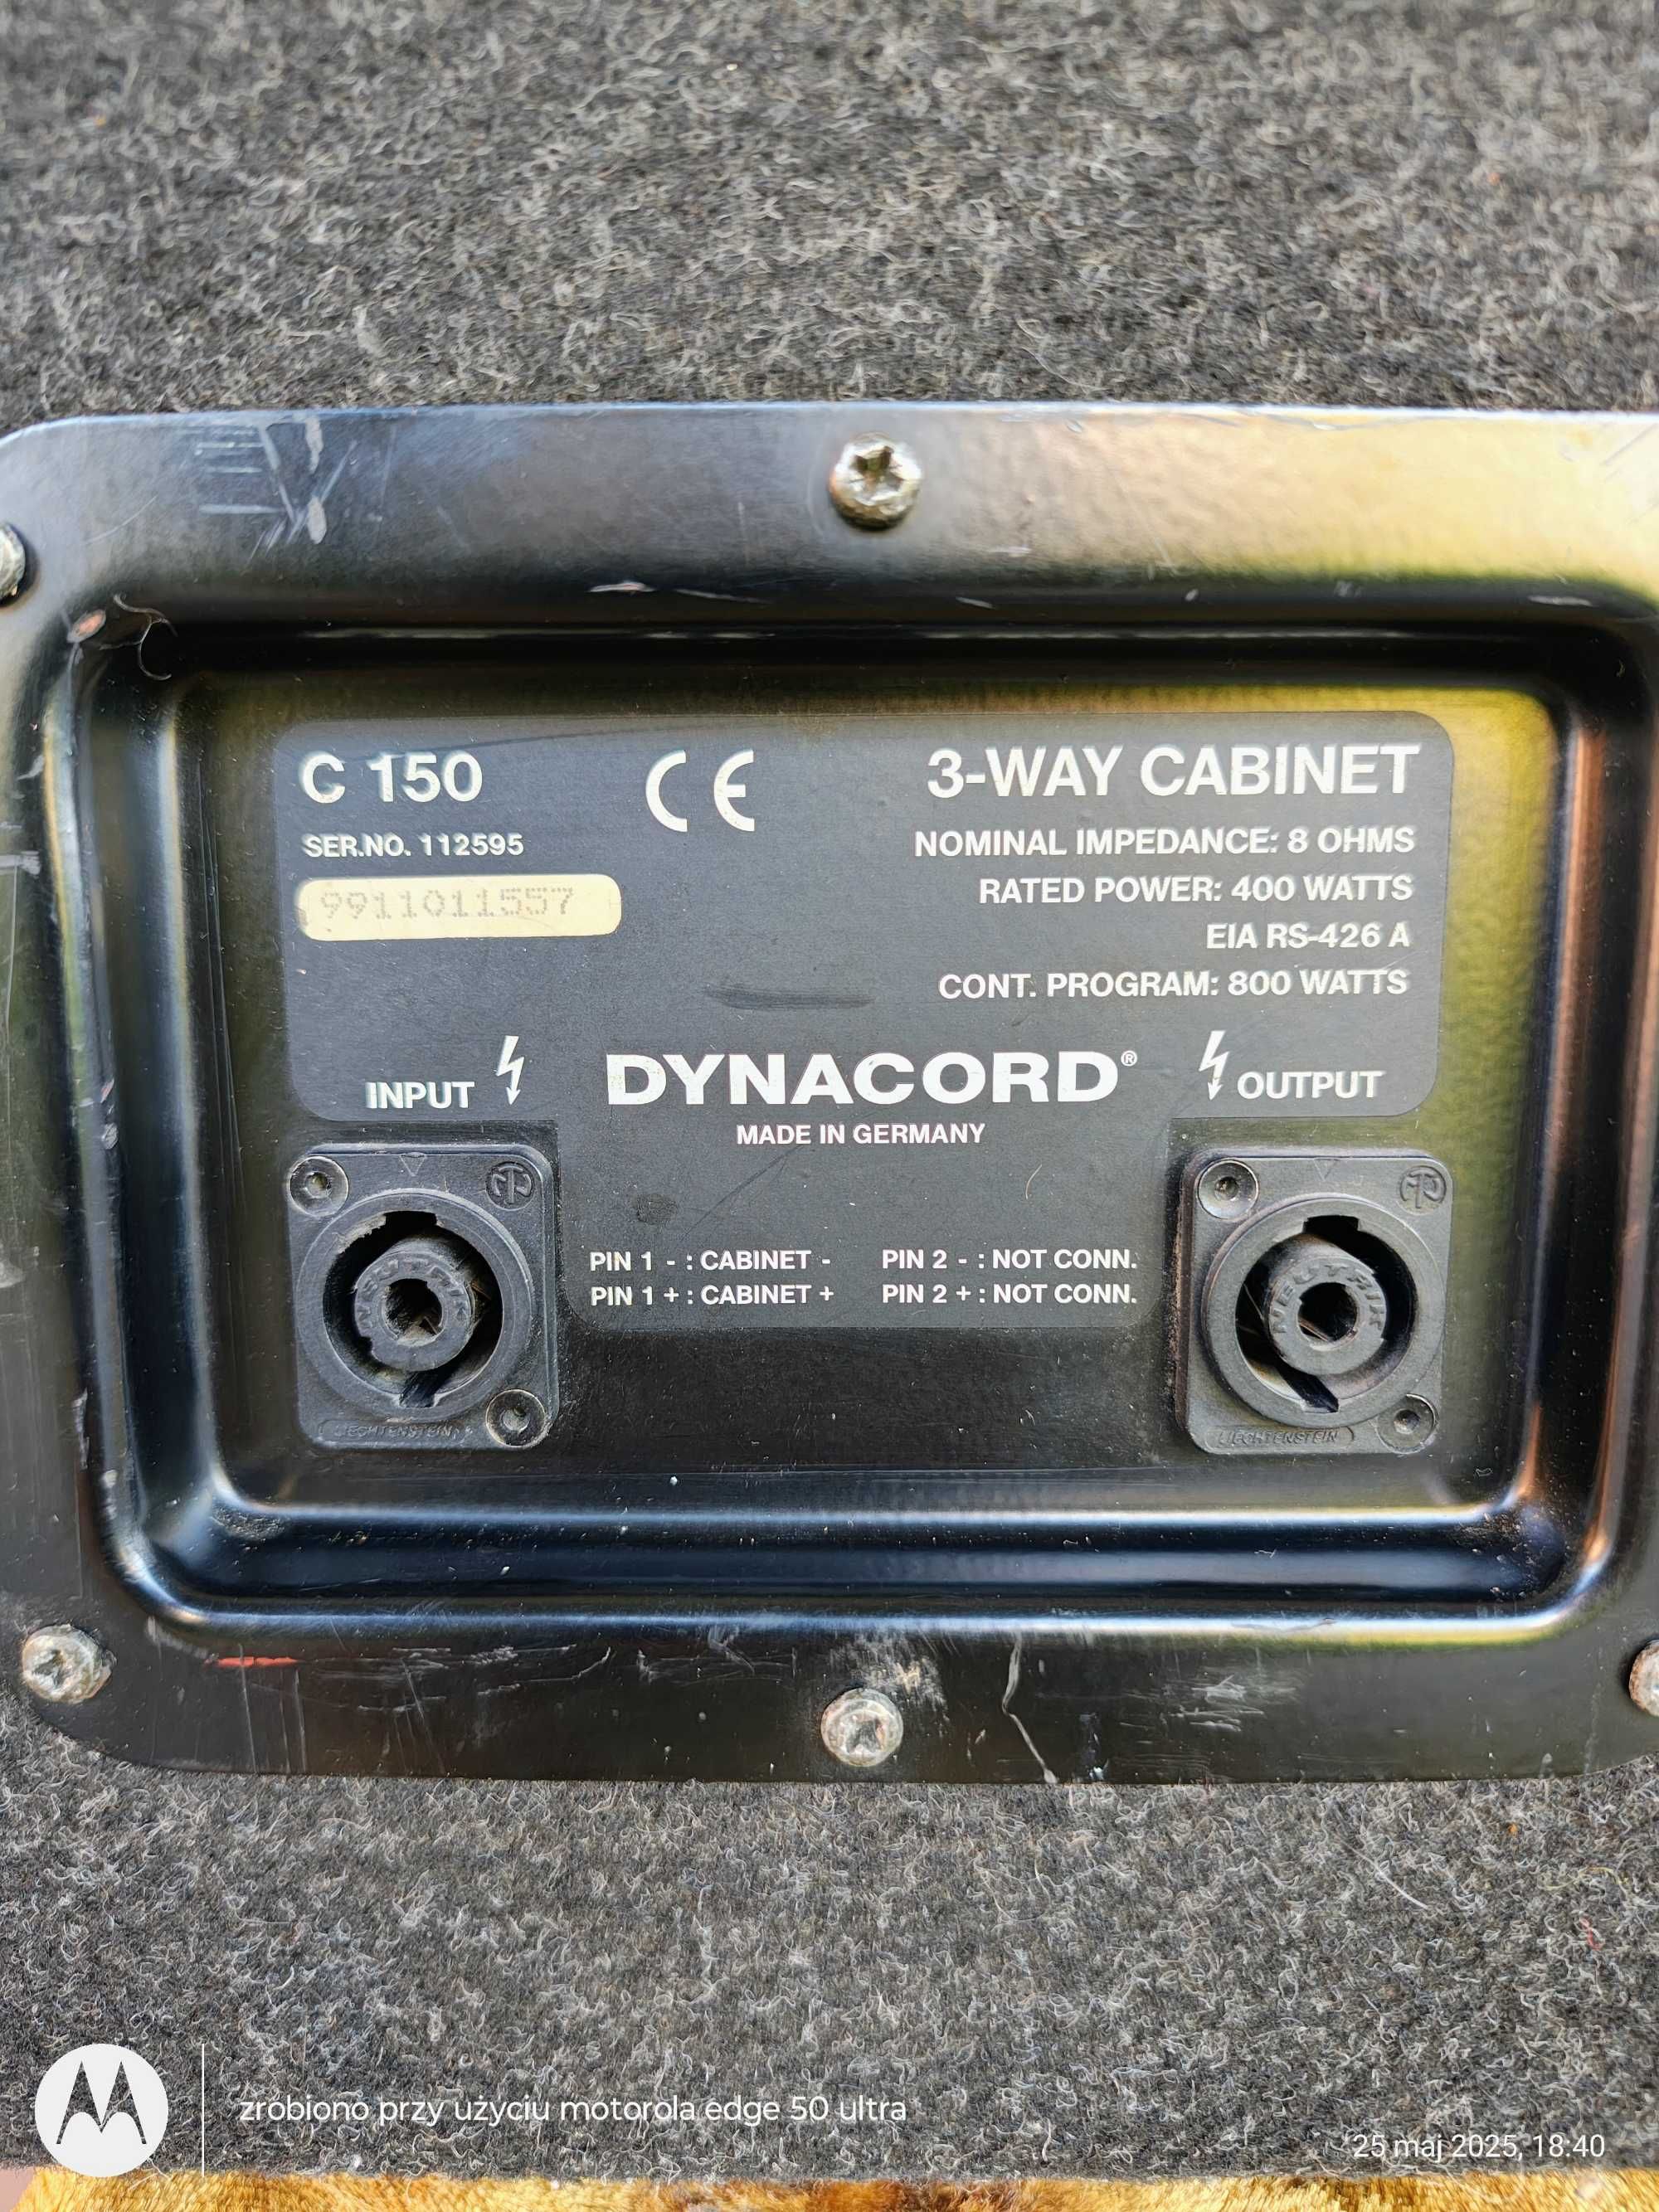 C 150
CE
3-WAY CABINET
SER.NO. 112595
NOMINAL IMPEDANCE: 8 OHMS
9911011557
RATED POWER: 400 WATTS
EIA RS-426 A
CONT. PROGRAM: 800 WATTS
INPUT
DYNACORD®
OUTPUT
MADE IN GERMANY
PIN 1 - : CABINET - PIN 2 - : NOT CONN.
PIN 1 + : CABINET + PIN 2 + : NOT CONN.
NEUTRIK
NEUTRIK
LIECHTENSTEIN
LIECHTENSTEIN
zrobiono przy użyciu motorola edge 50 ultra
25 maj 2025, 18:40